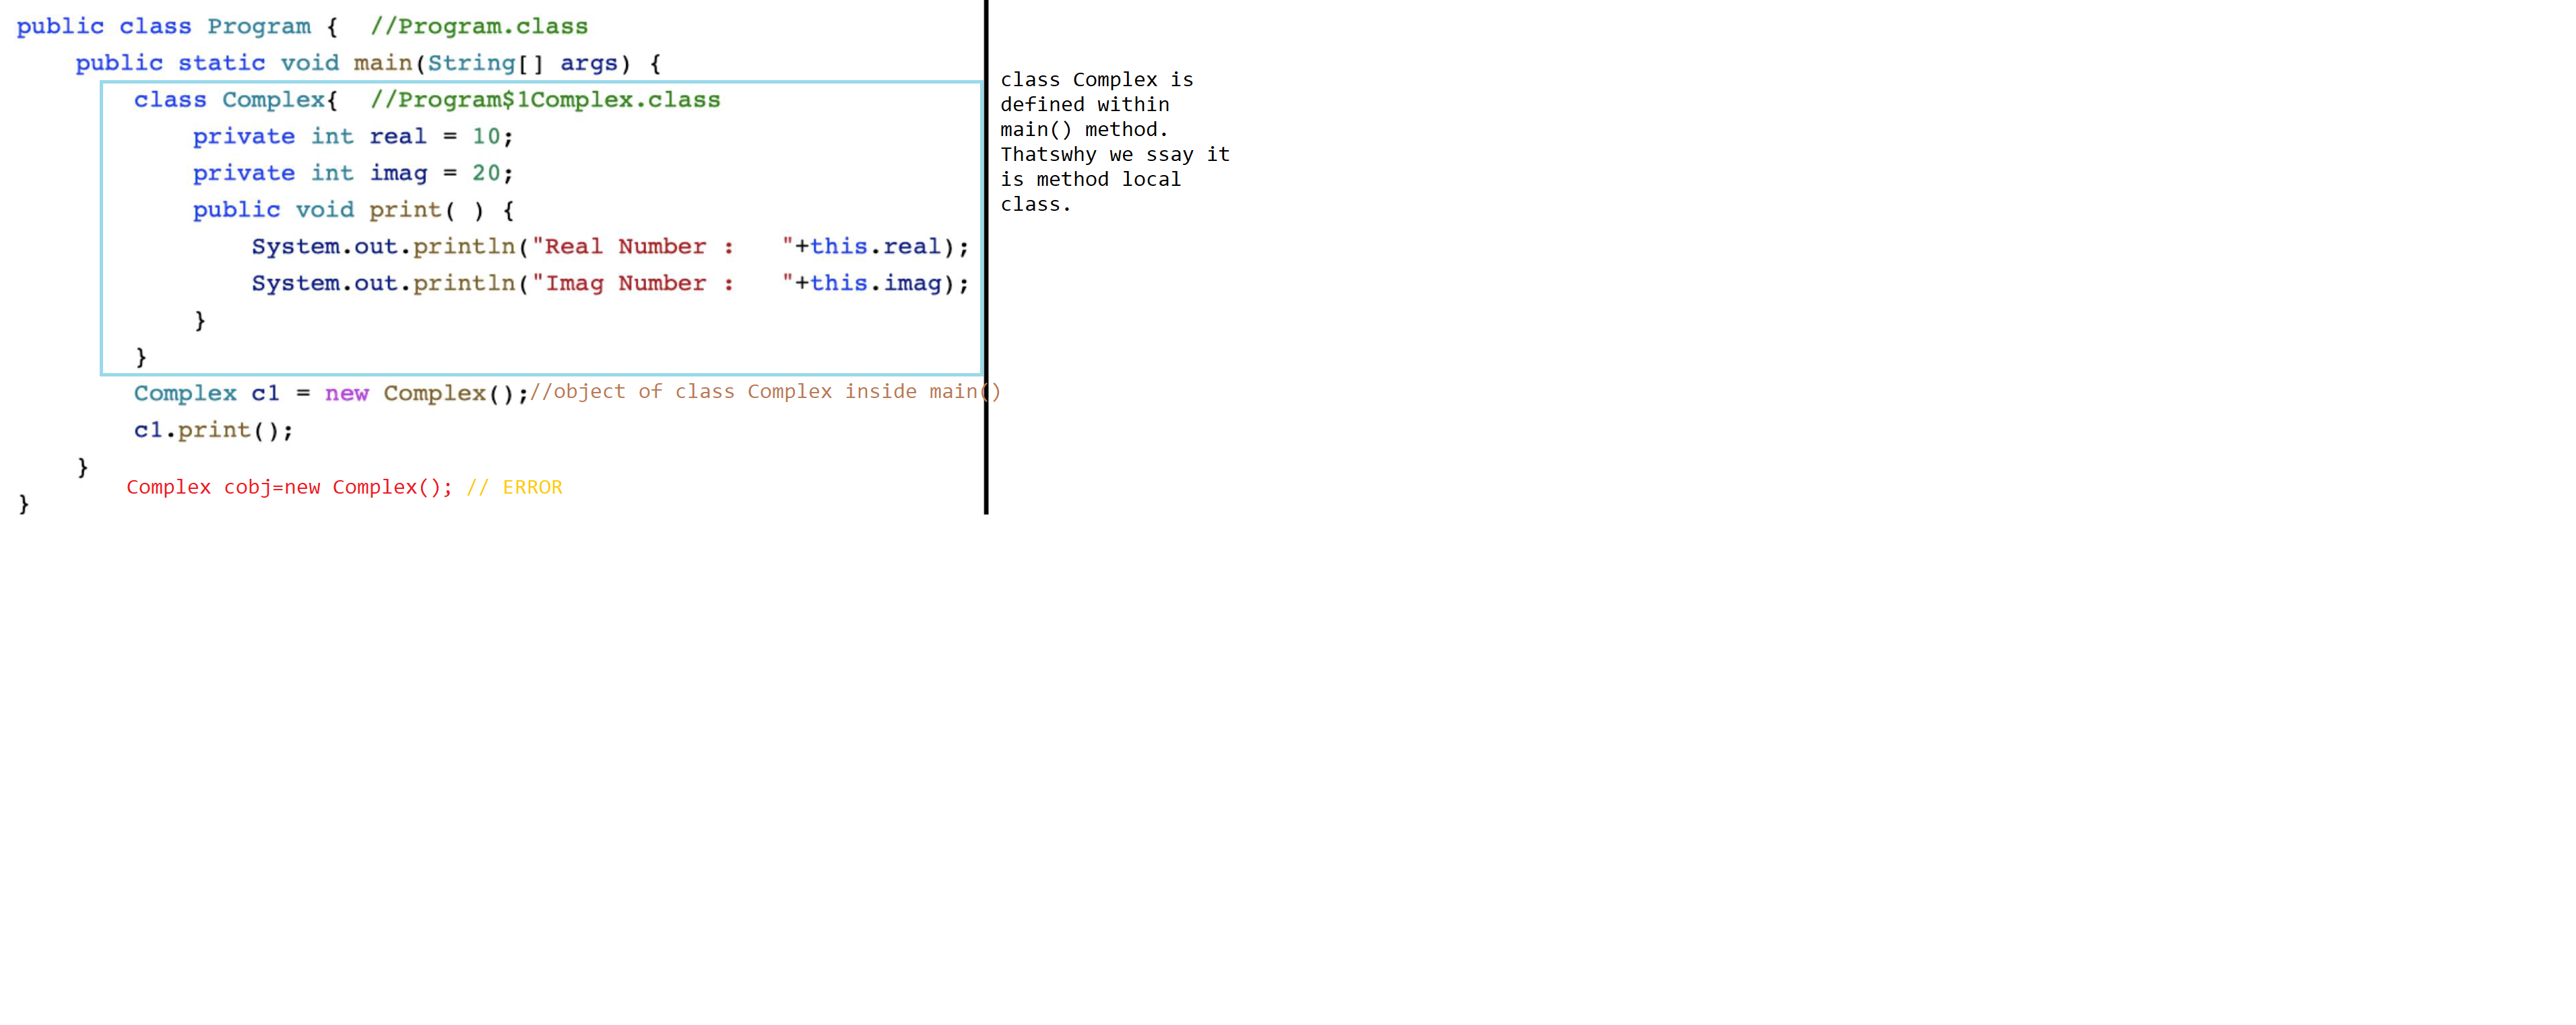 public class Program {  //Program.class
public static void main(String[] args) {
class Complex{  //Program$1Complex.class
private int real = 10;
private int imag = 20;
public void print( ) {
System.out.println("Real Number :   "+this.real);
System.out.println("Imag Number :   "+this.imag);
}
}
Complex c1 = new Complex();//object of class Complex inside main()
c1.print();
}
Complex cobj=new Complex(); // ERROR
}
class Complex is
defined within
main() method.
Thatswhy we ssay it
is method local
class.